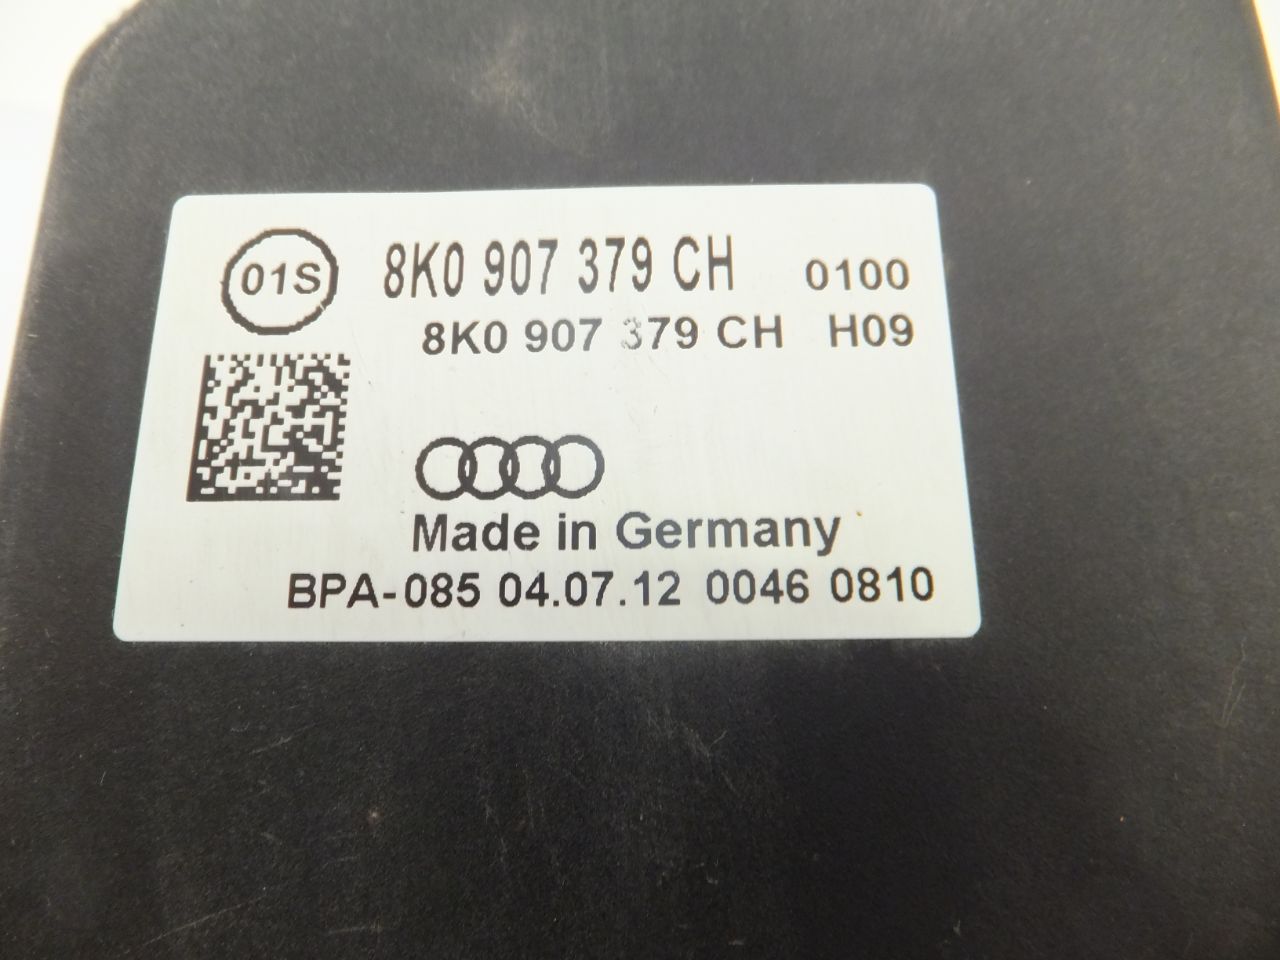 01S
8K0 907 379 CH 0100
8K0 907 379 CH H09
Made in Germany
BPA-085 04.07.12 0046 0810